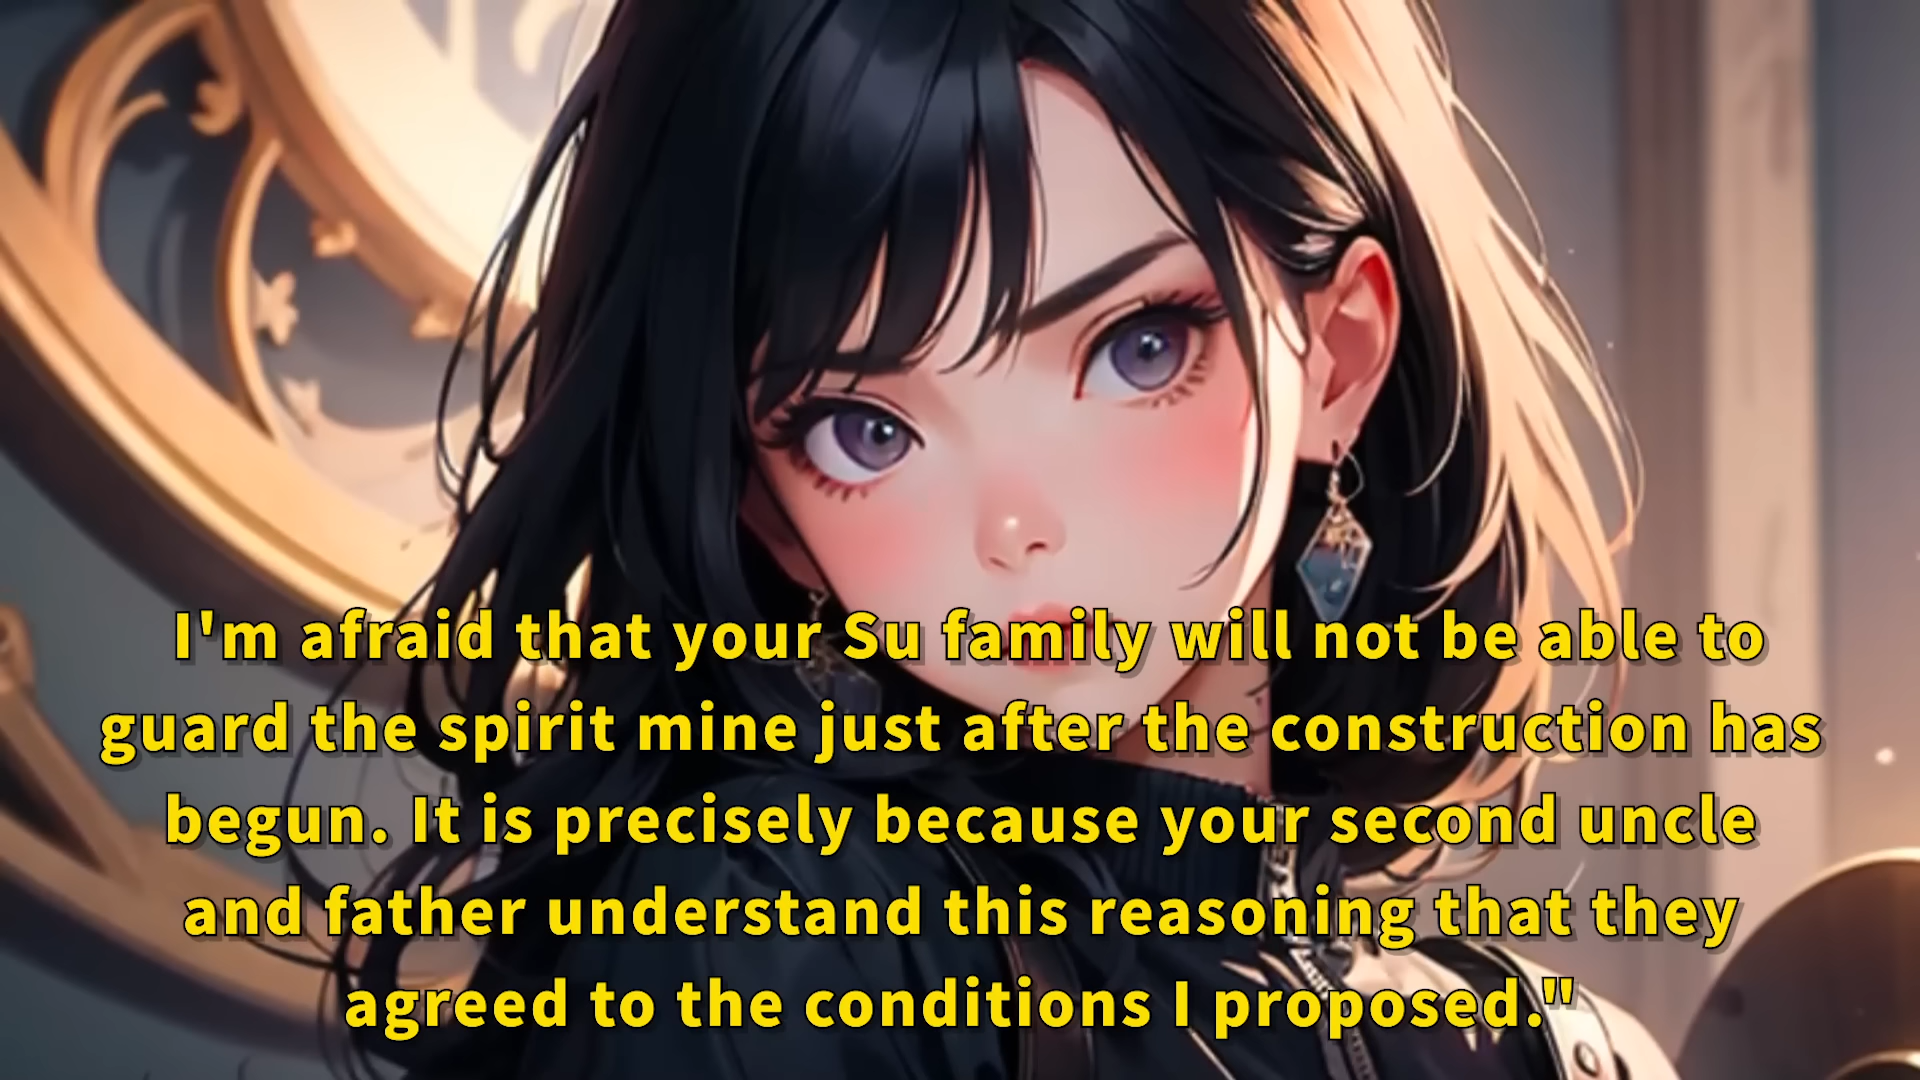 I'm afraid that your Su family will not be able to
guard the spirit mine just after the construction has
begun. It is precisely because your second uncle
and father understand this reasoning that they
agreed to the conditions I proposed."